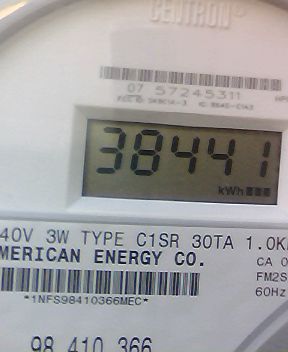 CENTRON®
07 57245311
38441
kWh
40V 3W TYPE C1SR 30TA 1.0K
MERICAN ENERGY CO.
CA 0
FM2S
*1NFS98410366MEC*
60Hz
98 410 366